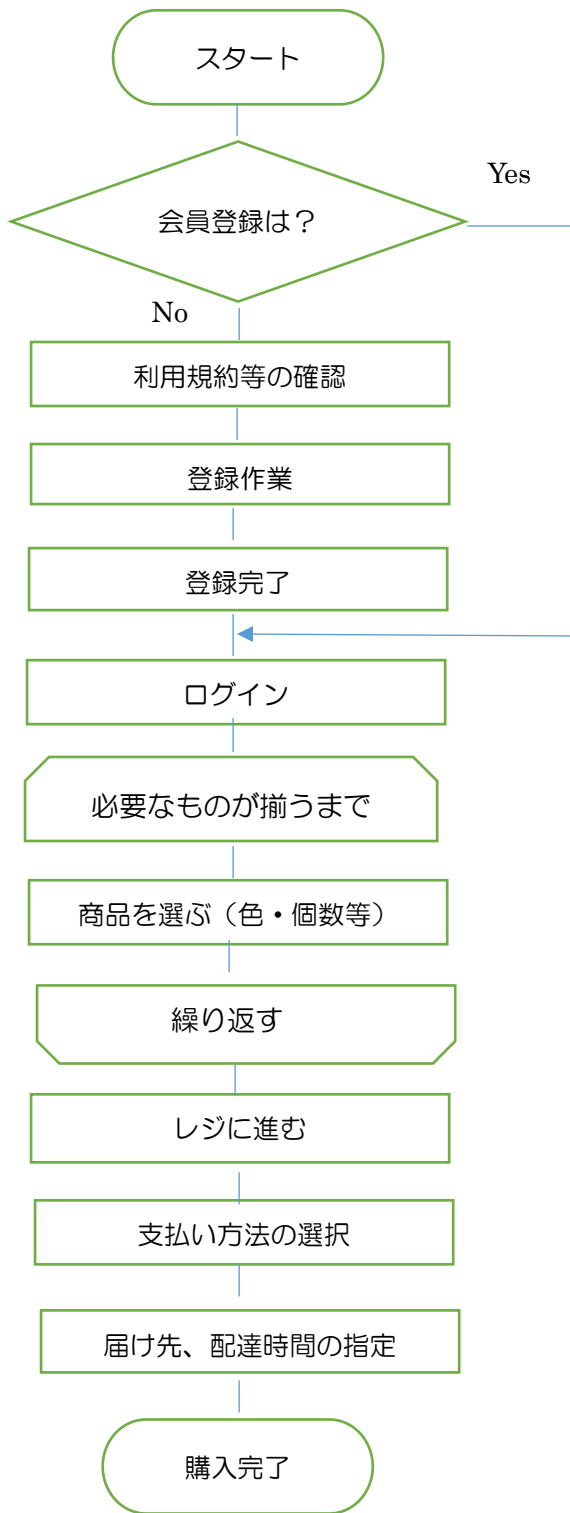 スタート
Yes
会員登録は？
No
利用規約等の確認
登録作業
登録完了
ログイン
必要なものが揃うまで
商品を選ぶ（色・個数等）
繰り返す
レジに進む
支払い方法の選択
届け先、配達時間の指定
購入完了